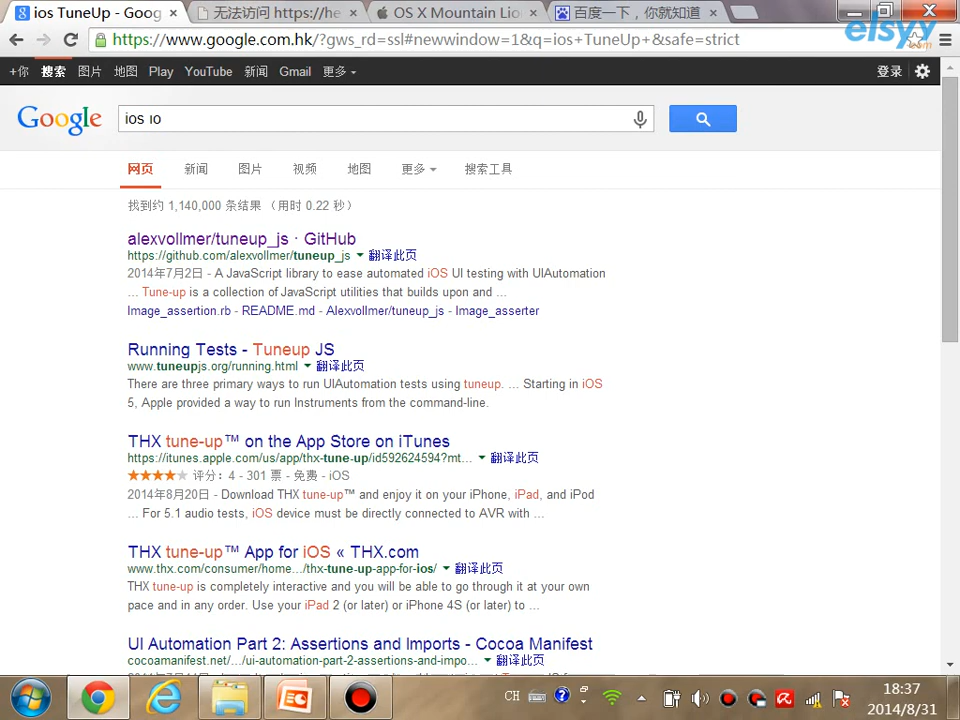 ios TuneUp - Goog
无法访问 https://he
OS X Mountain Lio
百度一下，你就知道
https://www.google.com.hk/?gws_rd=ssl#newwindow=1&q=ios+TuneUp+&safe=strict
elsyy
.com
+你 搜索 图片 地图 Play YouTube 新闻 Gmail 更多
登录
Google
ios ıo
网页 新闻 图片 视频 地图 更多 搜索工具
找到约 1,140,000 条结果 （用时 0.22 秒）
alexvollmer/tuneup_js · GitHub
https://github.com/alexvollmer/tuneup_js 翻译此页
2014年7月2日 - A JavaScript library to ease automated iOS UI testing with UIAutomation
... Tune-up is a collection of JavaScript utilities that builds upon and ...
Image_assertion.rb - README.md - Alexvollmer/tuneup_js - Image_asserter
Running Tests - Tuneup JS
www.tuneupjs.org/running.html 翻译此页
There are three primary ways to run UIAutomation tests using tuneup. ... Starting in iOS
5, Apple provided a way to run Instruments from the command-line.
THX tune-up™ on the App Store on iTunes
https://itunes.apple.com/us/app/thx-tune-up/id592624594?mt... 翻译此页
评分：4 - 301 票 - 免费 - iOS
2014年8月20日 - Download THX tune-up™ and enjoy it on your iPhone, iPad, and iPod
... For 5.1 audio tests, iOS device must be directly connected to AVR with ...
THX tune-up™ App for iOS « THX.com
www.thx.com/consumer/home.../thx-tune-up-app-for-ios/ 翻译此页
THX tune-up is completely interactive and you will be able to go through it at your own
pace and in any order. Use your iPad 2 (or later) or iPhone 4S (or later) to ...
UI Automation Part 2: Assertions and Imports - Cocoa Manifest
cocoamanifest.net/.../ui-automation-part-2-assertions-and-impo... 翻译此页
CH
18:37
2014/8/31